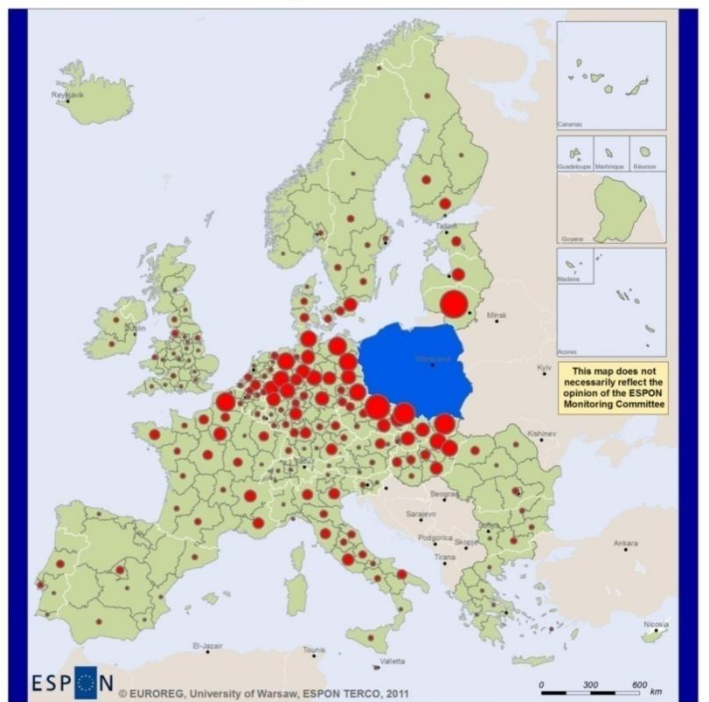 Reykjavik
Canarias
Guadeloupe
Martinique
Réunion
Guyane
Madeira
Acores
Tallinn
Dublin
Minsk
Kyiv
This map does not
necessarily reflect the
opinion of the ESPON
Monitoring Committee
Kishinev
Beograd
Sarajevo
Podgorica
Skopje
Tirana
Ankara
El-Jazair
Tounis
Nicosia
Valletta
ESPON
© EUROREG, University of Warsaw, ESPON TERCO, 2011
0 300 600
km